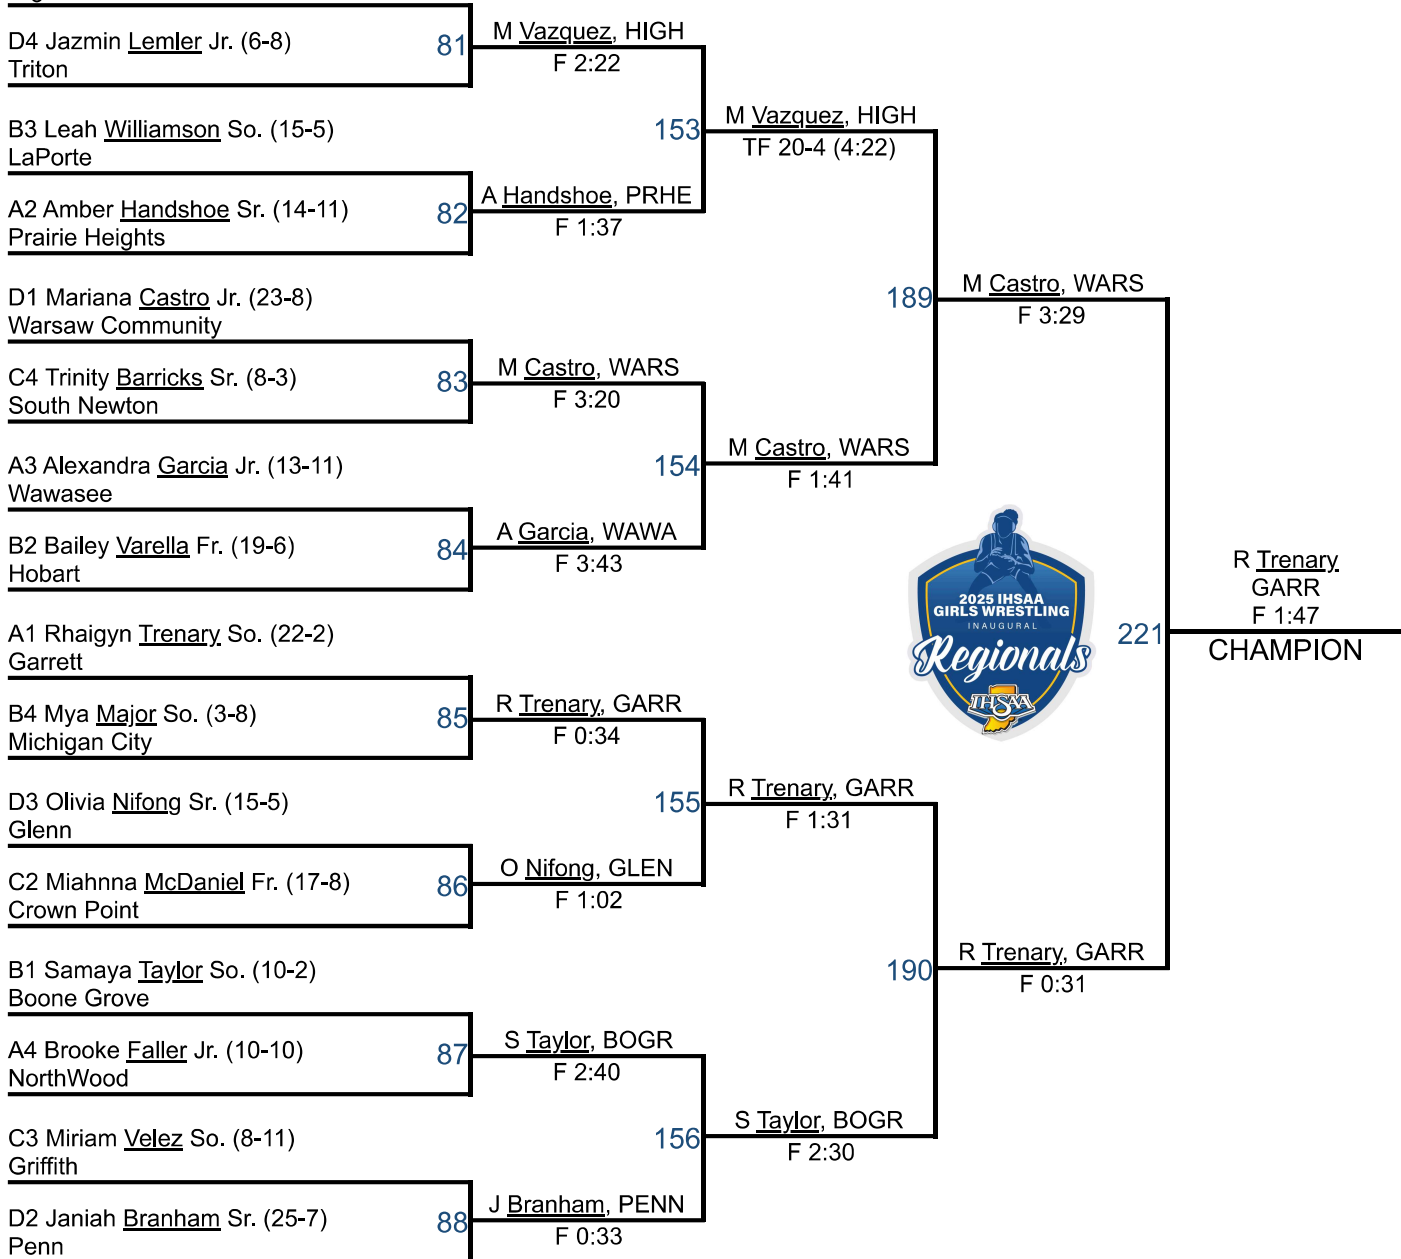 D4 Jazmin Lemler Jr. (6-8)
Triton
81
M Vazquez, HIGH
F 2:22
B3 Leah Williamson So. (15-5)
LaPorte
153
M Vazquez, HIGH
TF 20-4 (4:22)
A2 Amber Handshoe Sr. (14-11)
Prairie Heights
82
A Handshoe, PRHE
F 1:37
D1 Mariana Castro Jr. (23-8)
Warsaw Community
189
M Castro, WARS
F 3:29
C4 Trinity Barricks Sr. (8-3)
South Newton
83
M Castro, WARS
F 3:20
A3 Alexandra Garcia Jr. (13-11)
Wawasee
154
M Castro, WARS
F 1:41
B2 Bailey Varella Fr. (19-6)
Hobart
84
A Garcia, WAWA
F 3:43
2025 IHSAA
GIRLS WRESTLING
INAUGURAL
Regionals
IHSAA
221
R Trenary
GARR
F 1:47
CHAMPION
A1 Rhaigyn Trenary So. (22-2)
Garrett
B4 Mya Major So. (3-8)
Michigan City
85
R Trenary, GARR
F 0:34
D3 Olivia Nifong Sr. (15-5)
Glenn
155
R Trenary, GARR
F 1:31
C2 Miahnna McDaniel Fr. (17-8)
Crown Point
86
O Nifong, GLEN
F 1:02
B1 Samaya Taylor So. (10-2)
Boone Grove
190
R Trenary, GARR
F 0:31
A4 Brooke Faller Jr. (10-10)
NorthWood
87
S Taylor, BOGR
F 2:40
C3 Miriam Velez So. (8-11)
Griffith
156
S Taylor, BOGR
F 2:30
D2 Janiah Branham Sr. (25-7)
Penn
88
J Branham, PENN
F 0:33